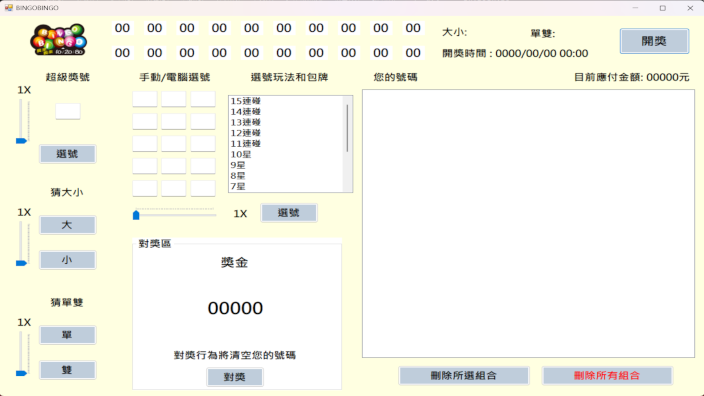 BINGOBINGO
BINGO
BINGO
00 00 00 00 00 00 00 00 00 00
00 00 00 00 00 00 00 00 00 00
大小:
單雙:
開獎時間 : 0000/00/00 00:00
開獎
超級獎號
1X
選號
猜大小
1X
大
小
猜單雙
1X
單
雙
手動/電腦選號
選號玩法和包牌
15連碰
14連碰
13連碰
12連碰
11連碰
10星
9星
8星
7星
1X
選號
對獎區
獎金
00000
對獎行為將清空您的號碼
對獎
您的號碼
目前應付金額: 00000元
刪除所選組合
刪除所有組合